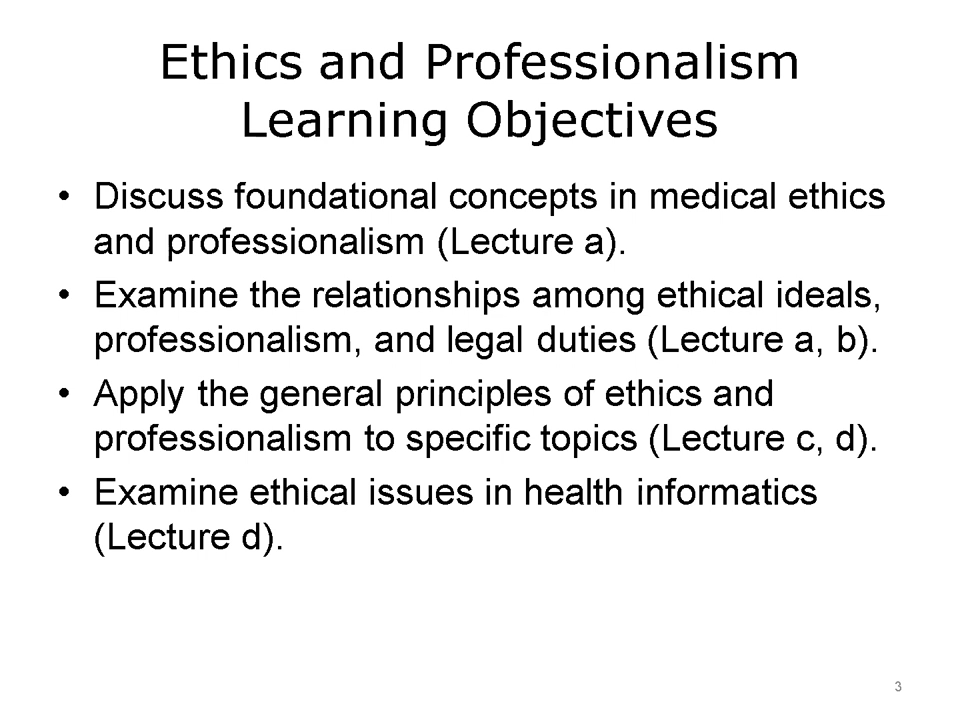 Ethics and Professionalism
Learning Objectives
• Discuss foundational concepts in medical ethics
and professionalism (Lecture a).
• Examine the relationships among ethical ideals,
professionalism, and legal duties (Lecture a, b).
• Apply the general principles of ethics and
professionalism to specific topics (Lecture c, d).
• Examine ethical issues in health informatics
(Lecture d).
3